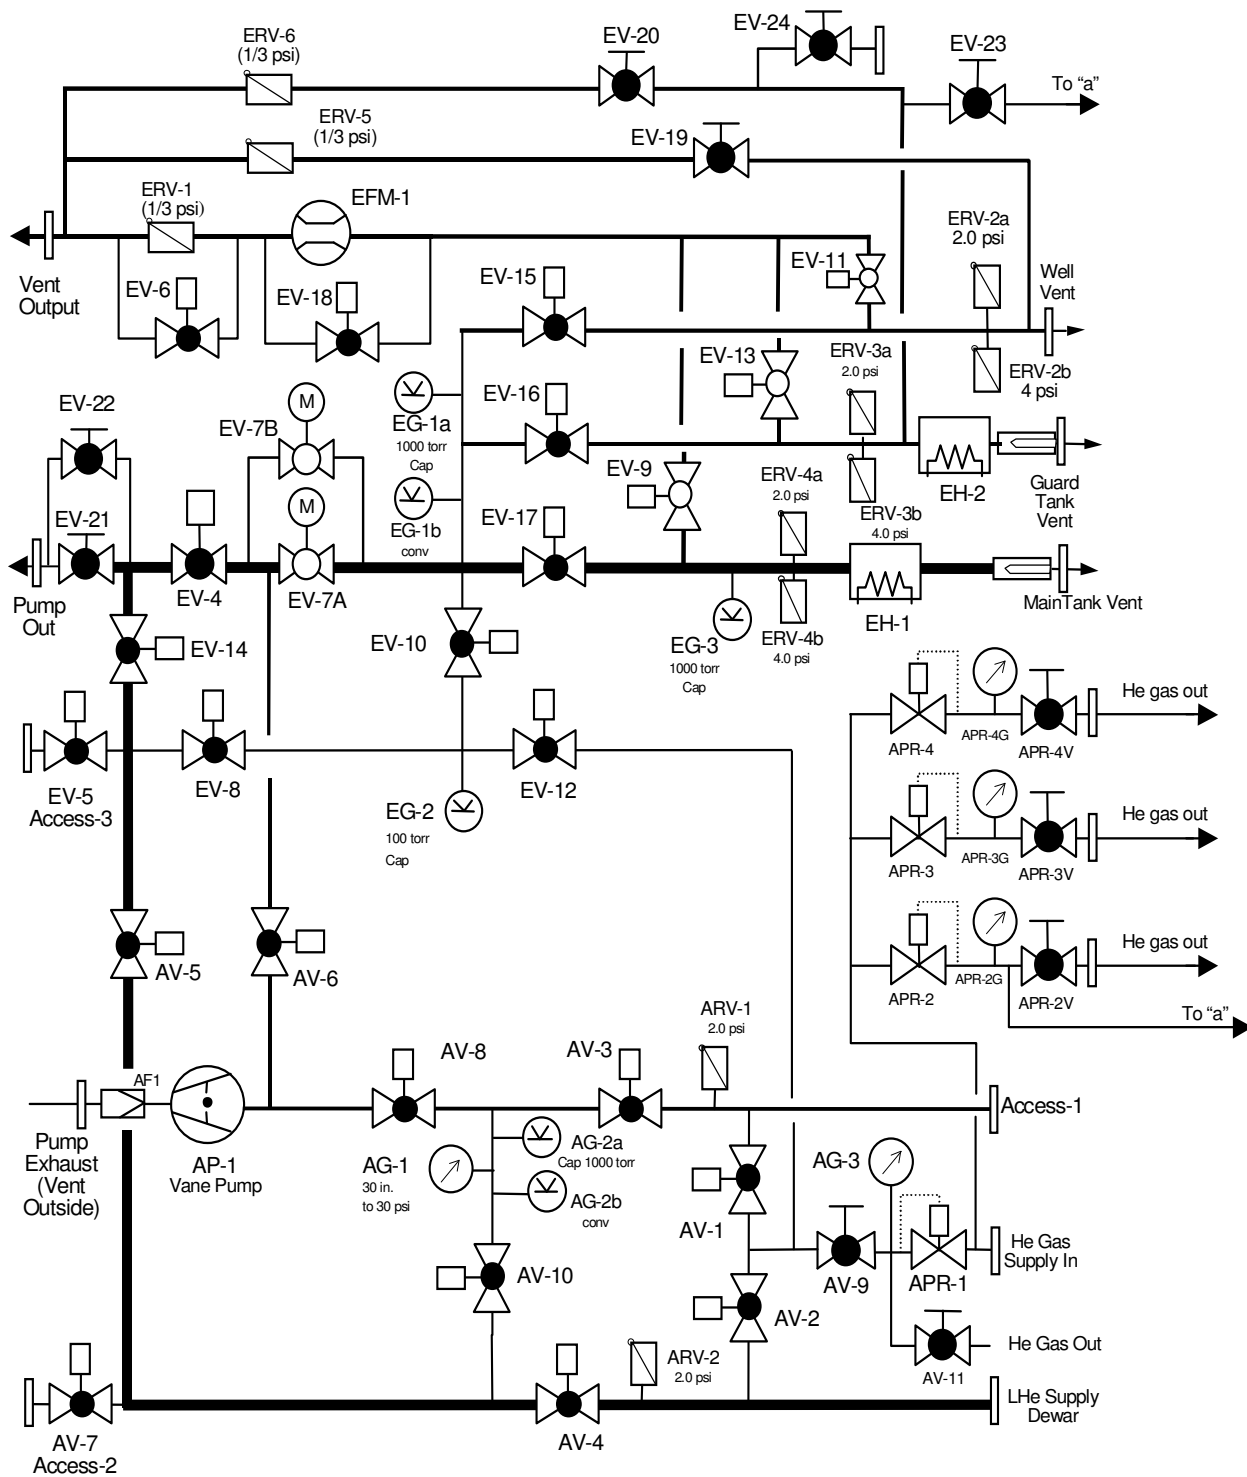 EV-24
ERV-6
(1/3 psi)
EV-20
EV-23
To “a”
ERV-5
(1/3 psi)
EV-19
ERV-1
(1/3 psi)
EFM-1
ERV-2a
2.0 psi
Vent
Output
EV-6
EV-18
EV-15
EV-11
Well
Vent
EV-13
ERV-3a
2.0 psi
ERV-2b
4 psi
EV-22
EV-7B
M
EG-1a
1000 torr
Cap
EV-16
EV-9
ERV-4a
2.0 psi
EH-2
Guard
Tank
Vent
EV-21
M
EG-1b
conv
EV-17
ERV-3b
4.0 psi
Pump
Out
EV-4
EV-7A
EH-1
MainTank Vent
EV-14
EV-10
EG-3
1000 torr
Cap
ERV-4b
4.0 psi
He gas out
APR-4
APR-4G
APR-4V
EV-5
Access-3
EV-8
EG-2
100 torr
Cap
EV-12
He gas out
APR-3
APR-3G
APR-3V
AV-5
AV-6
He gas out
APR-2
APR-2G
APR-2V
To “a”
ARV-1
2.0 psi
AV-8
AV-3
AF1
Access-1
Pump
Exhaust
(Vent
Outside)
AP-1
Vane Pump
AG-1
30 in.
to 30 psi
AG-2a
Cap 1000 torr
AG-2b
conv
AG-3
AV-1
He Gas
Supply In
AV-10
AV-9
APR-1
AV-2
ARV-2
2.0 psi
He Gas Out
AV-11
LHe Supply
Dewar
AV-7
Access-2
AV-4